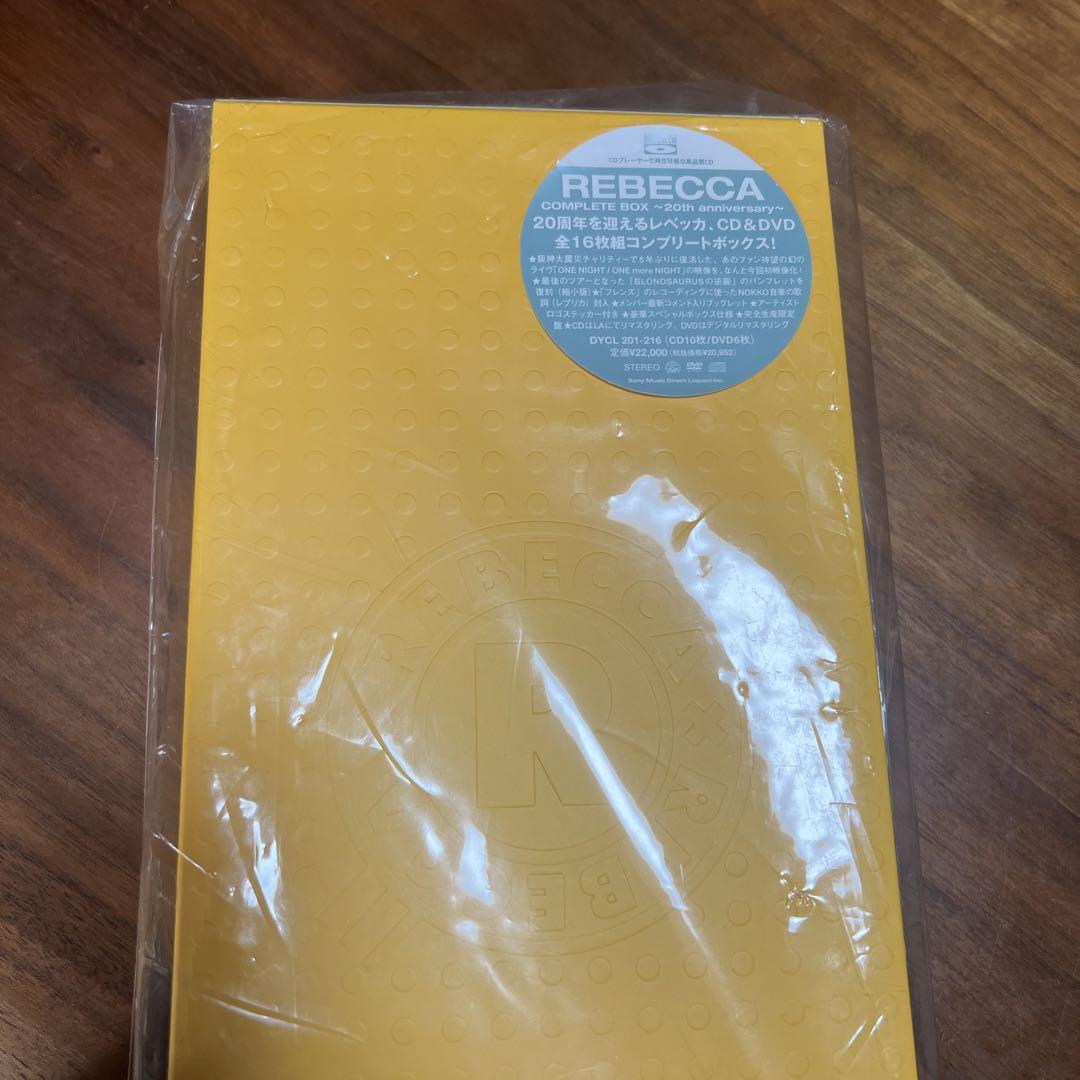 CDプレーヤーで再生可能な高品質CD
REBECCA
COMPLETE BOX ～20th anniversary～
20周年を迎えるレベッカ、CD&DVD
全16枚組コンプリートボックス!
★阪神大震災チャリティーで5年ぶりに復活した、あのファン待望の幻の
ライヴ「ONE NIGHT / ONE more NIGHT」の映像を、なんと今回初映像化!
★最後のツアーとなった「BLONDSAURUSの逆襲」のパンフレットを
復刻(縮小版)★「フレンズ」のレコーディングに使ったNOKKO自筆の歌
詞(レプリカ)封入★メンバー最新コメント入りブックレット★アーティスト
ロゴステッカー付き★豪華スペシャルボックス仕様★完全生産限定
盤★CDはLAにてリマスタリング、DVDはデジタルリマスタリング
DYCL 201-216 (CD10枚/DVD6枚)
定価¥22,000 (税抜価格¥20,952)
STEREO DVD
Sony Music Direct (Japan) Inc.
REBECCA
R
R
BE